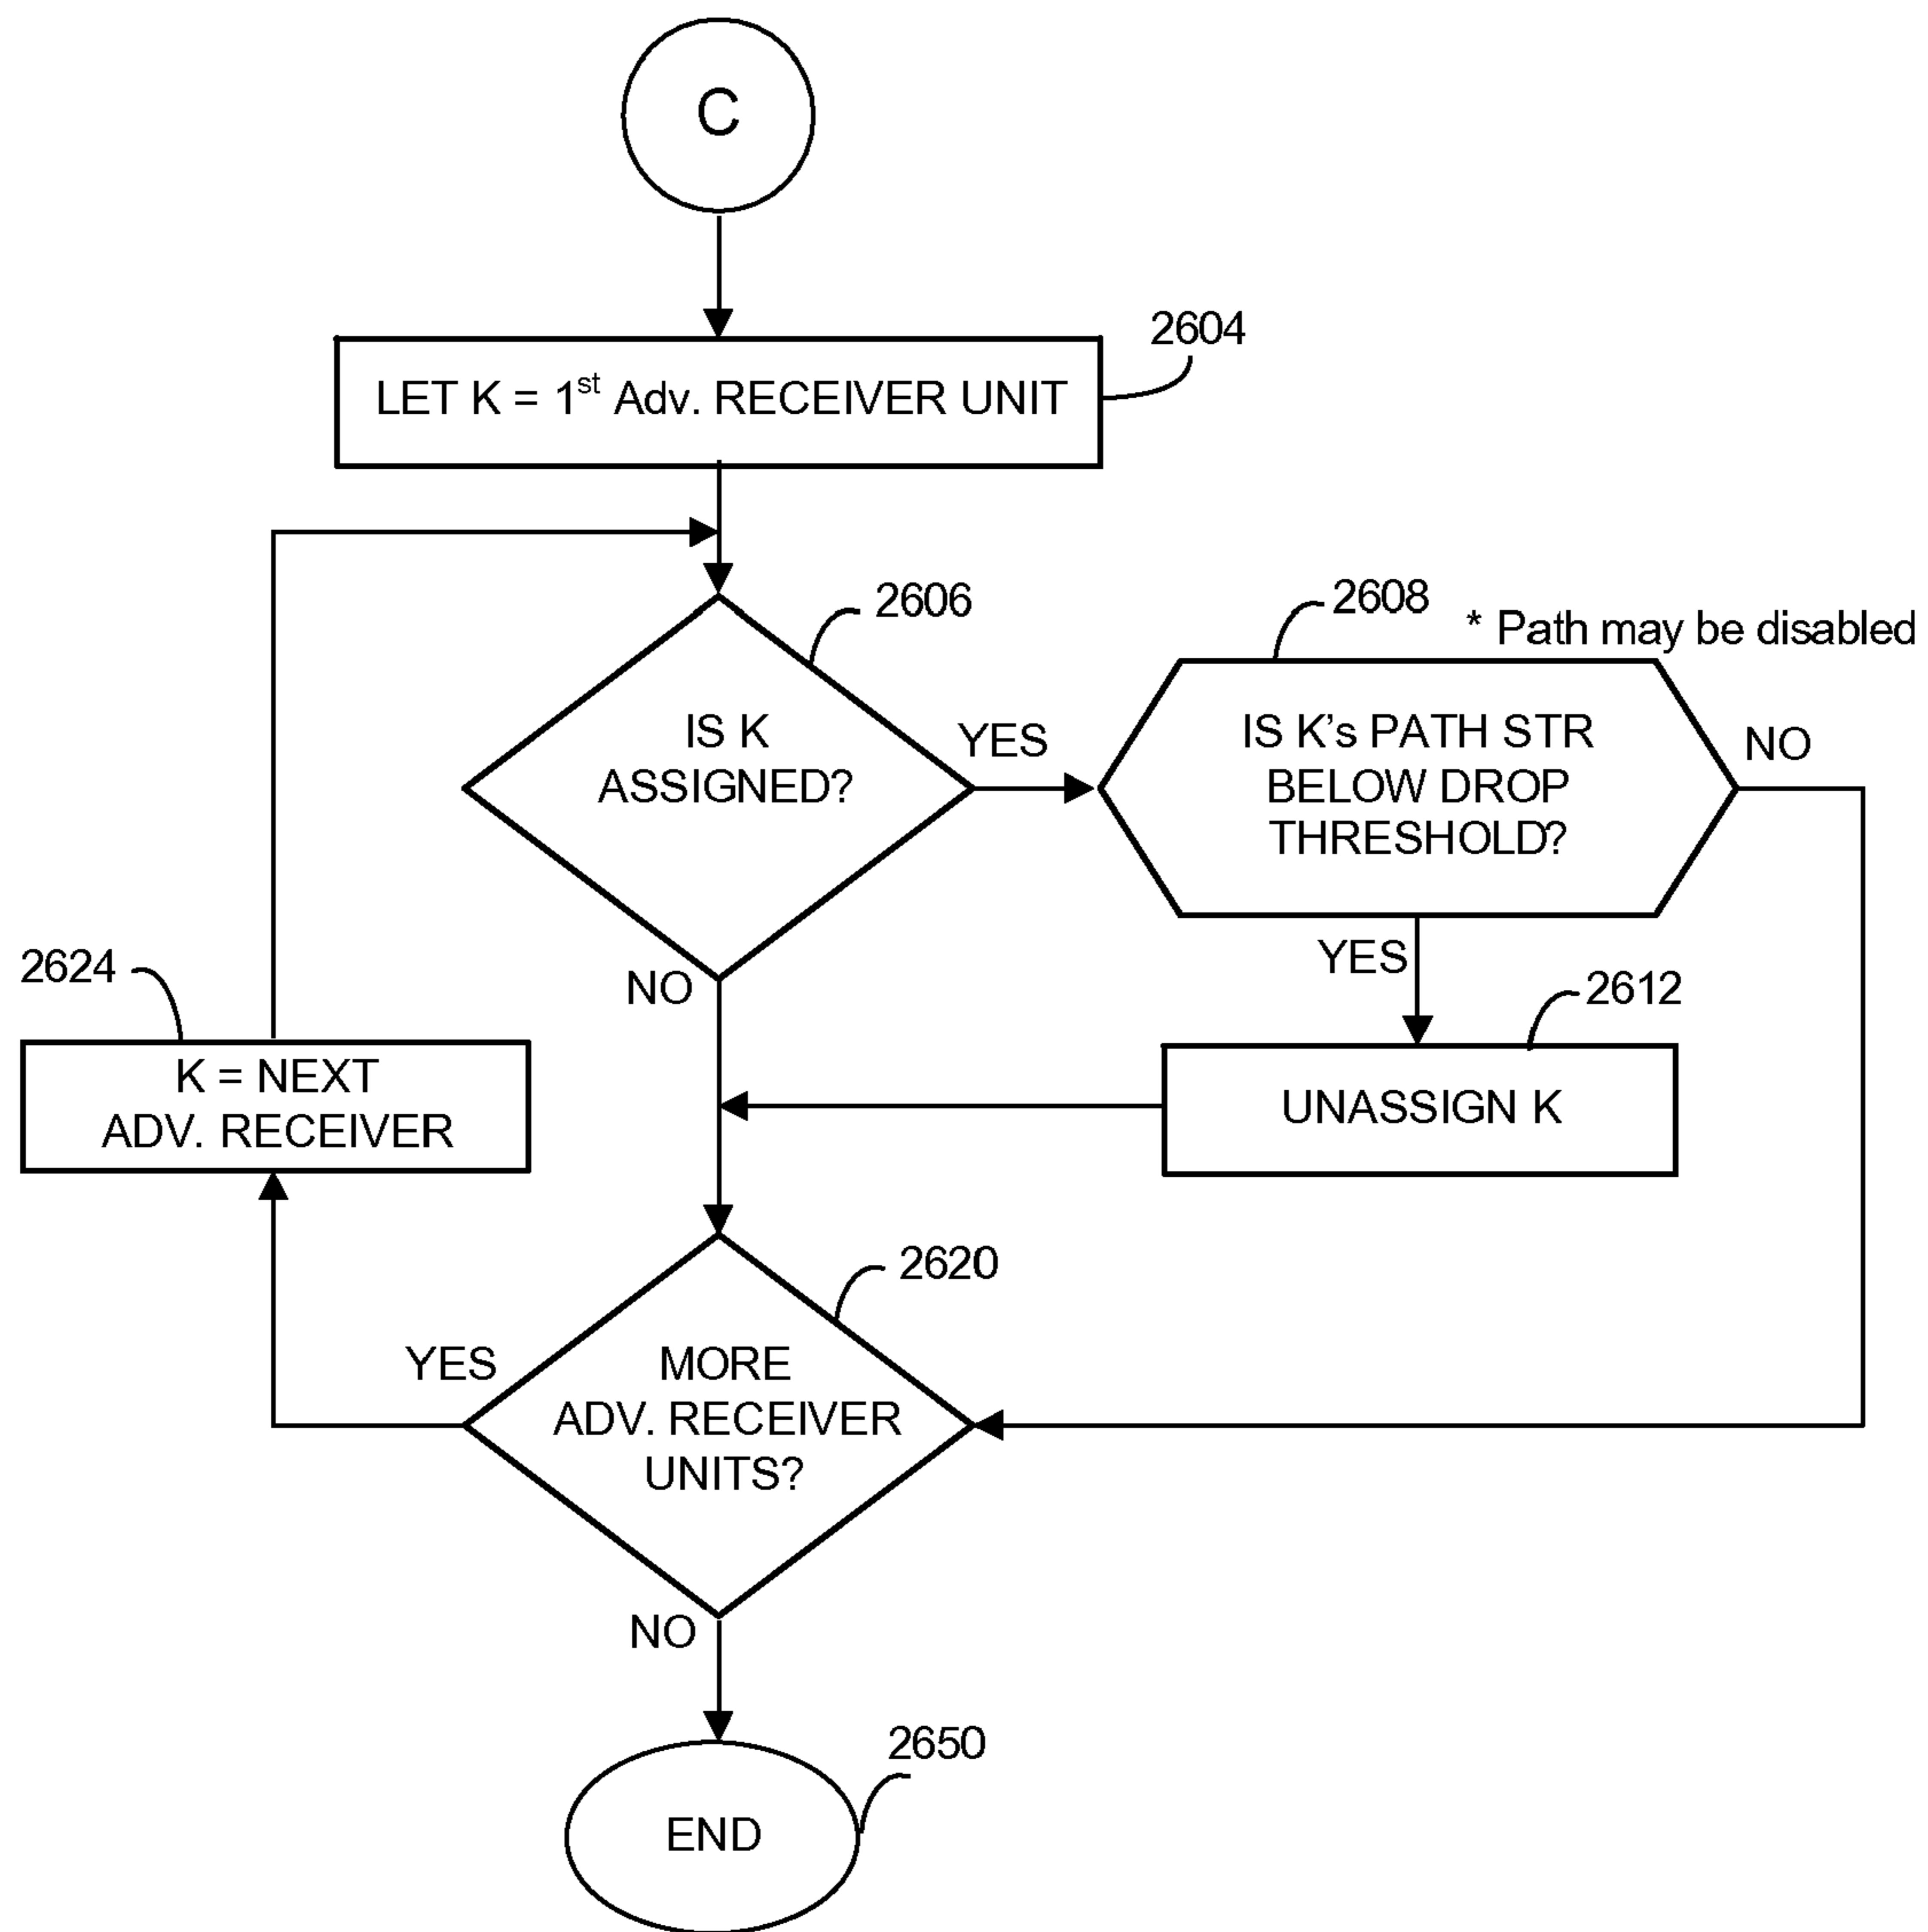 C
2604
LET K = 1st Adv. RECEIVER UNIT
2606
2608
* Path may be disabled
IS K
ASSIGNED?
YES
IS K's PATH STR
BELOW DROP
THRESHOLD?
NO
YES
NO
2624
2612
K = NEXT
ADV. RECEIVER
UNASSIGN K
2620
YES
MORE
ADV. RECEIVER
UNITS?
NO
2650
END